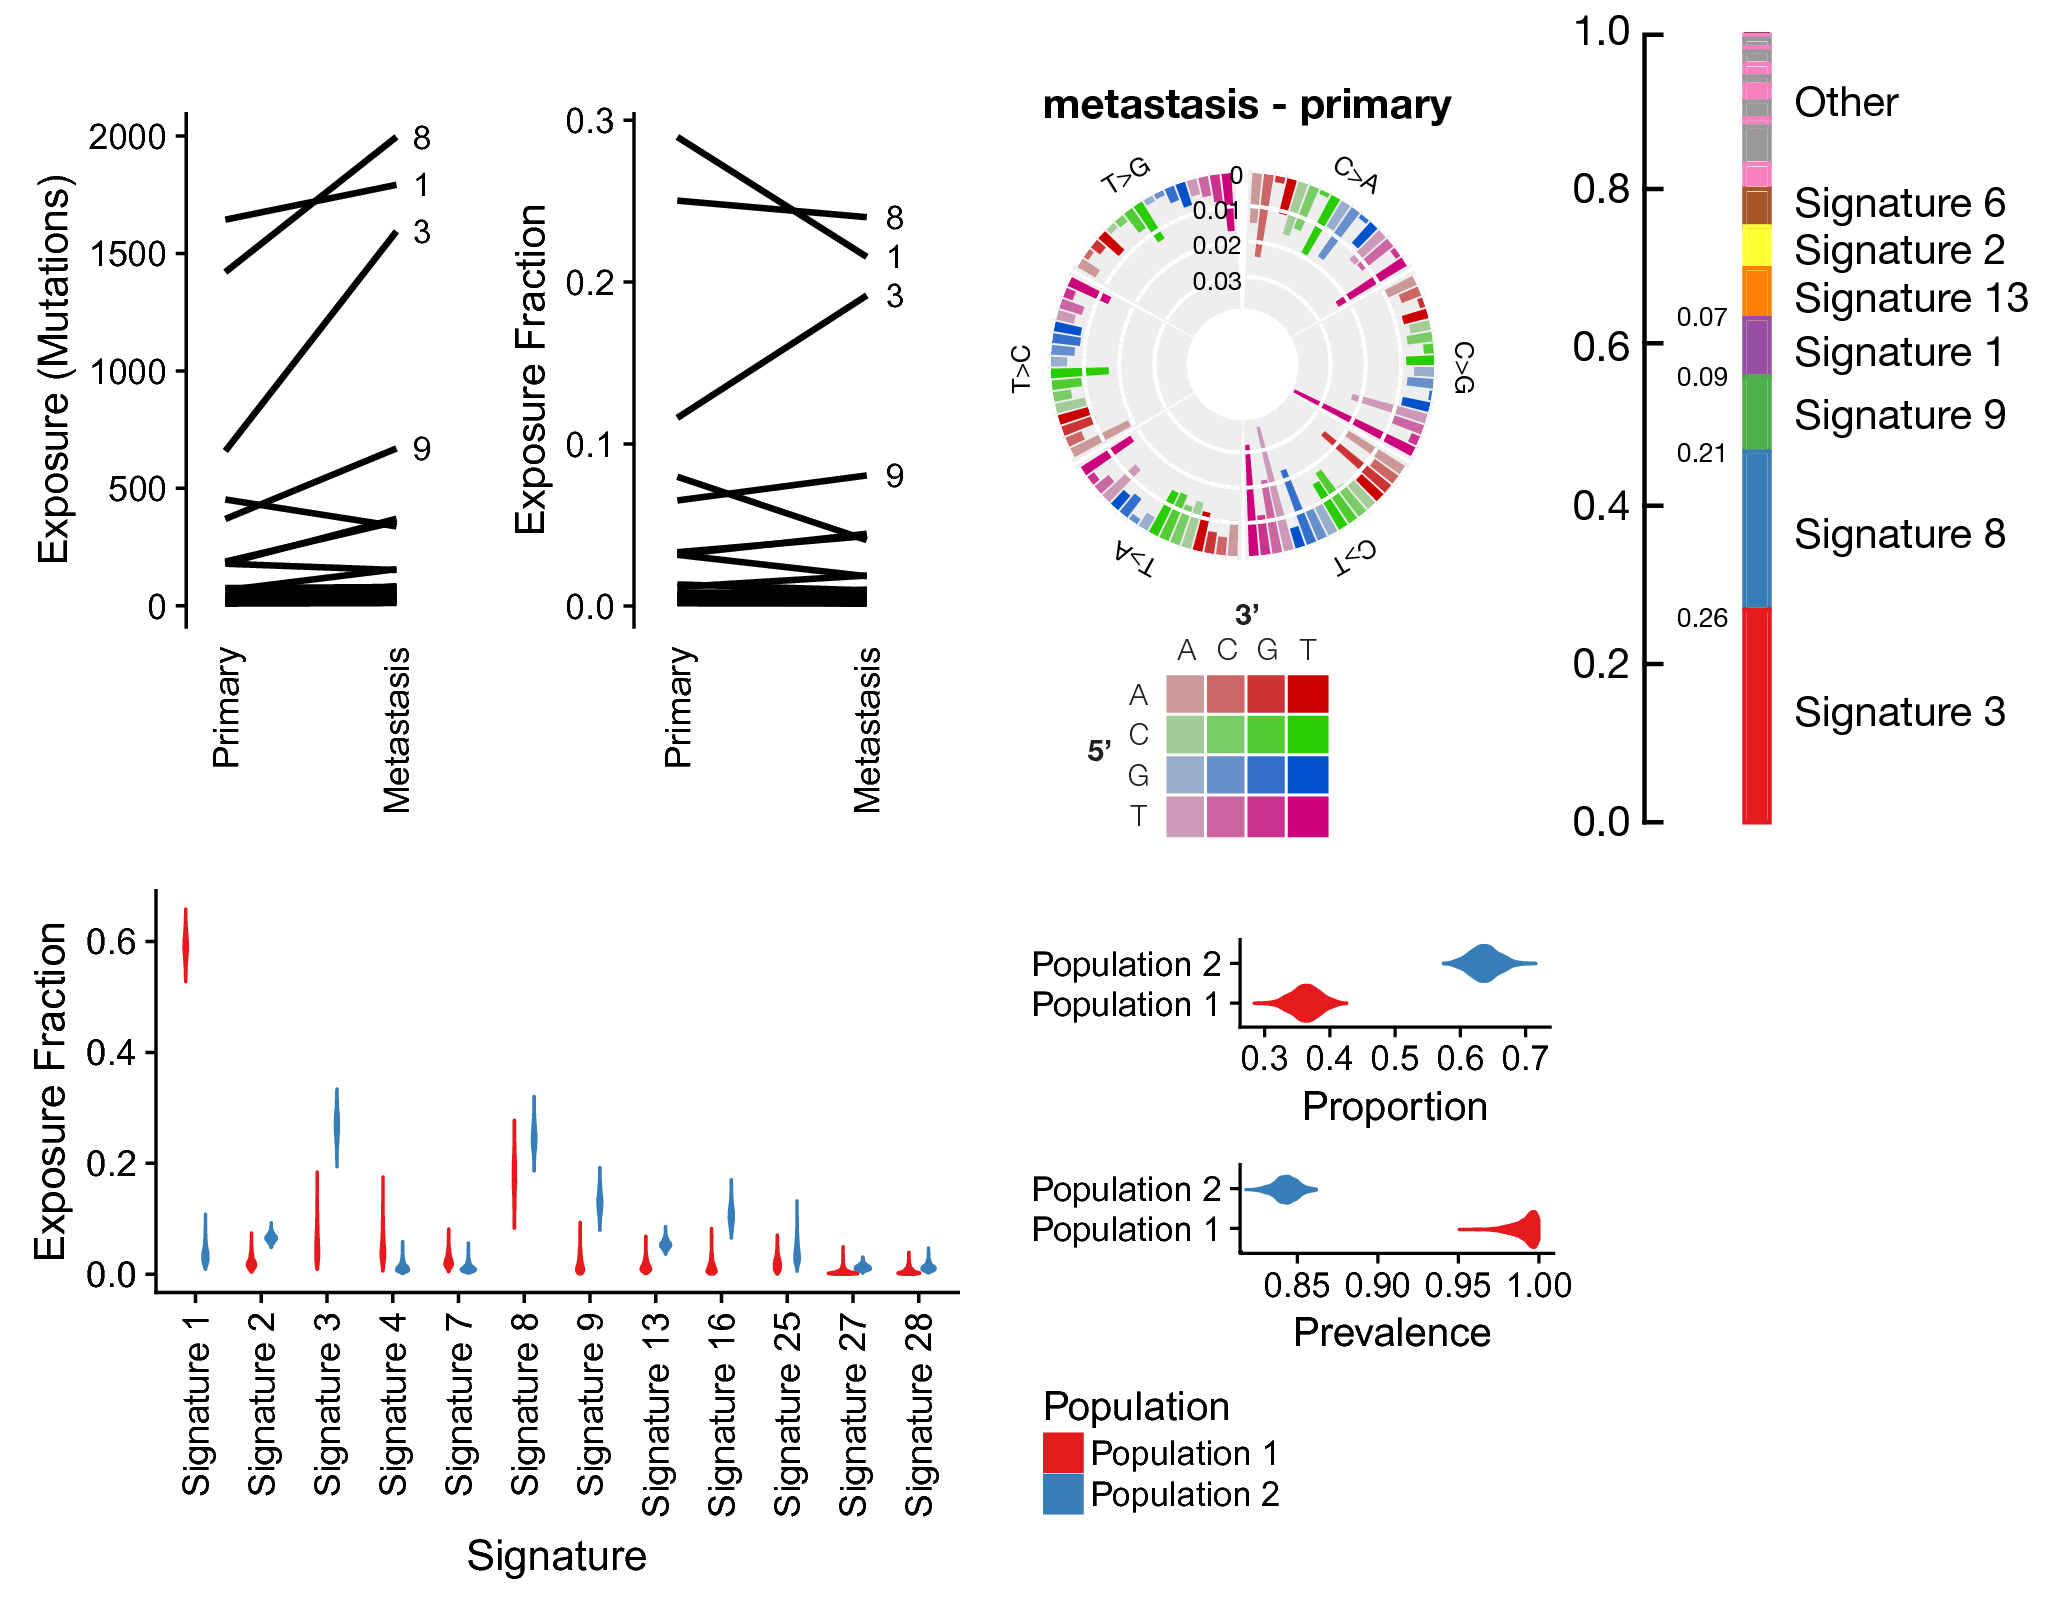 Exposure (Mutations)
2000
1500
1000
500
0
8
1
3
9
Primary
Metastasis
Exposure Fraction
0.3
0.2
0.1
0.0
8
1
3
9
Primary
Metastasis
metastasis - primary
T>G
C>A
C>G
C>T
T>A
T>C
0
0.01
0.02
0.03
3’
A C G T
5’
A
C
G
T
1.0
0.8
0.6
0.4
0.2
0.0
0.07
0.09
0.21
0.26
Other
Signature 6
Signature 2
Signature 13
Signature 1
Signature 9
Signature 8
Signature 3
Exposure Fraction
0.6
0.4
0.2
0.0
Signature 1
Signature 2
Signature 3
Signature 4
Signature 7
Signature 8
Signature 9
Signature 13
Signature 16
Signature 25
Signature 27
Signature 28
Signature
Population 2
Population 1
0.3 0.4 0.5 0.6 0.7
Proportion
Population 2
Population 1
0.85 0.90 0.95 1.00
Prevalence
Population
Population 1
Population 2